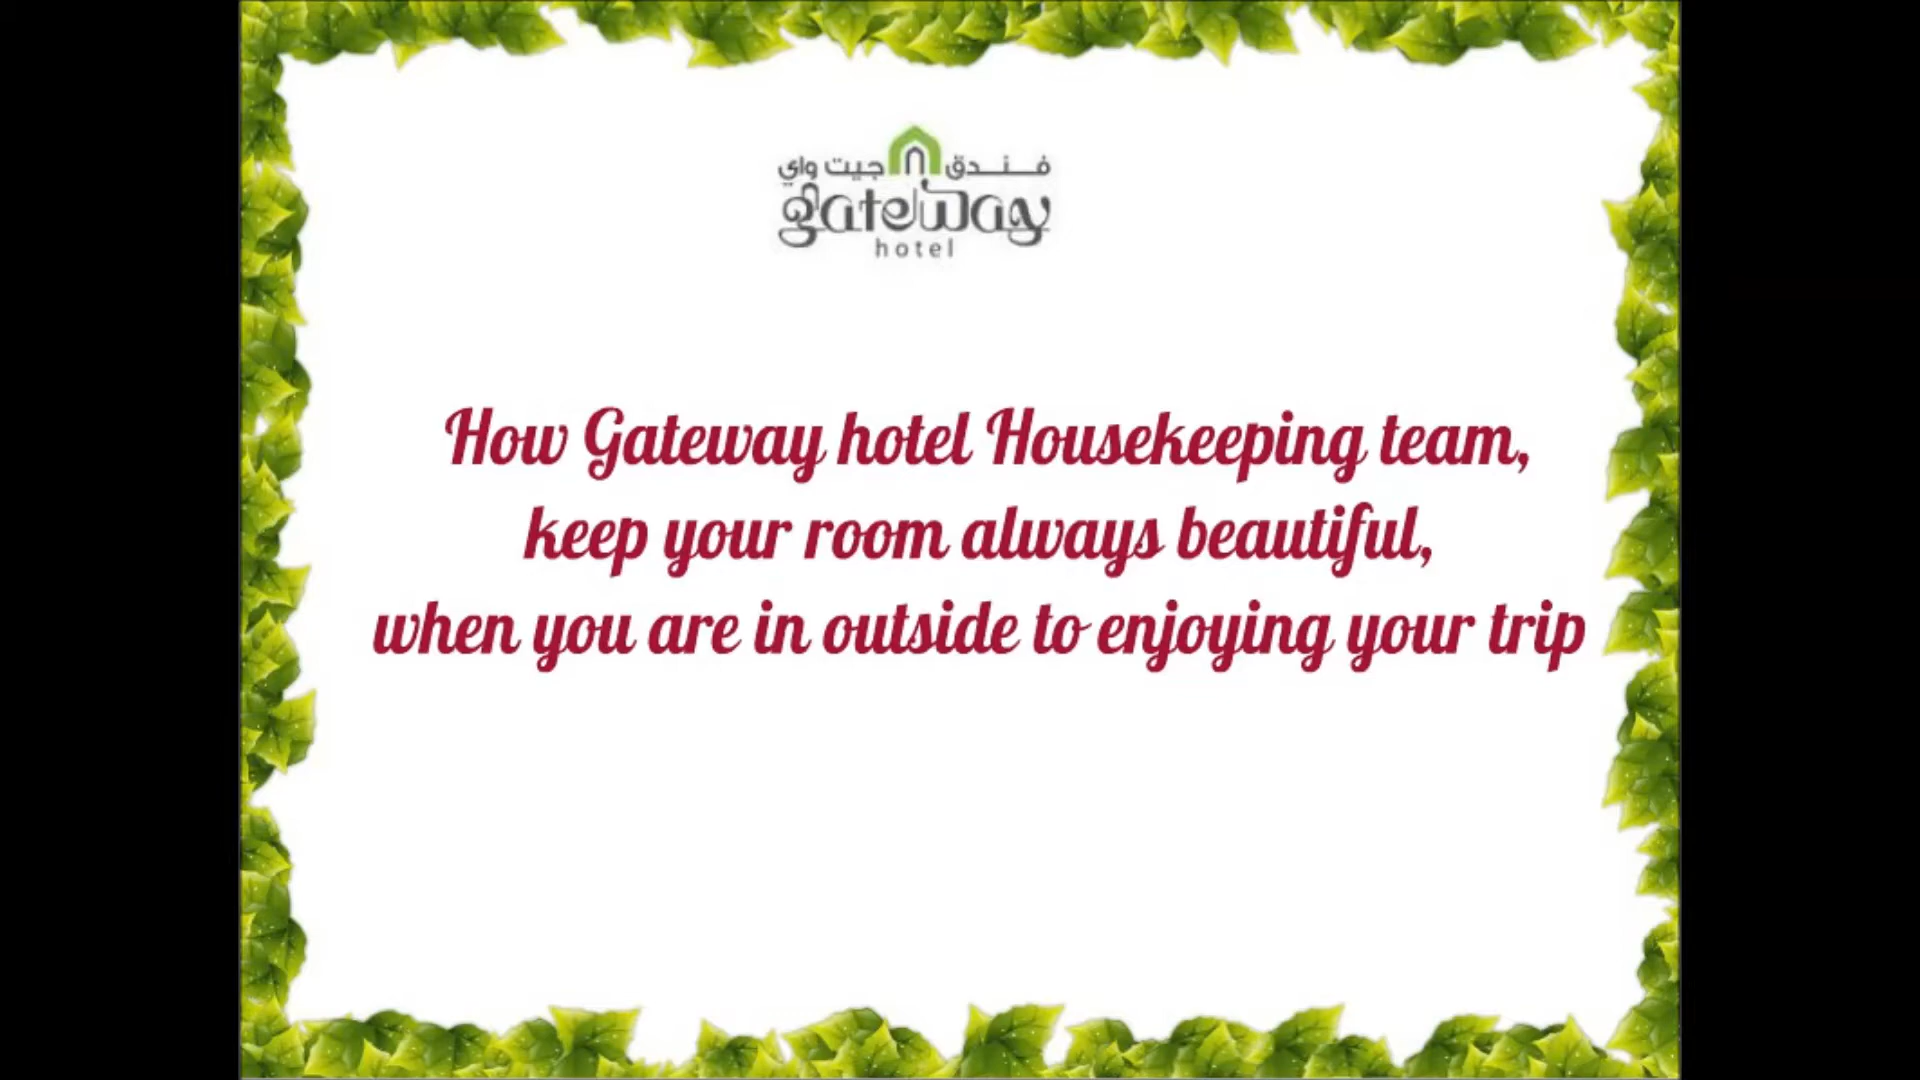 فندق جيت واي
gateway
hotel
How Gateway hotel Housekeeping team,
keep your room always beautiful,
when you are in outside to enjoying your trip